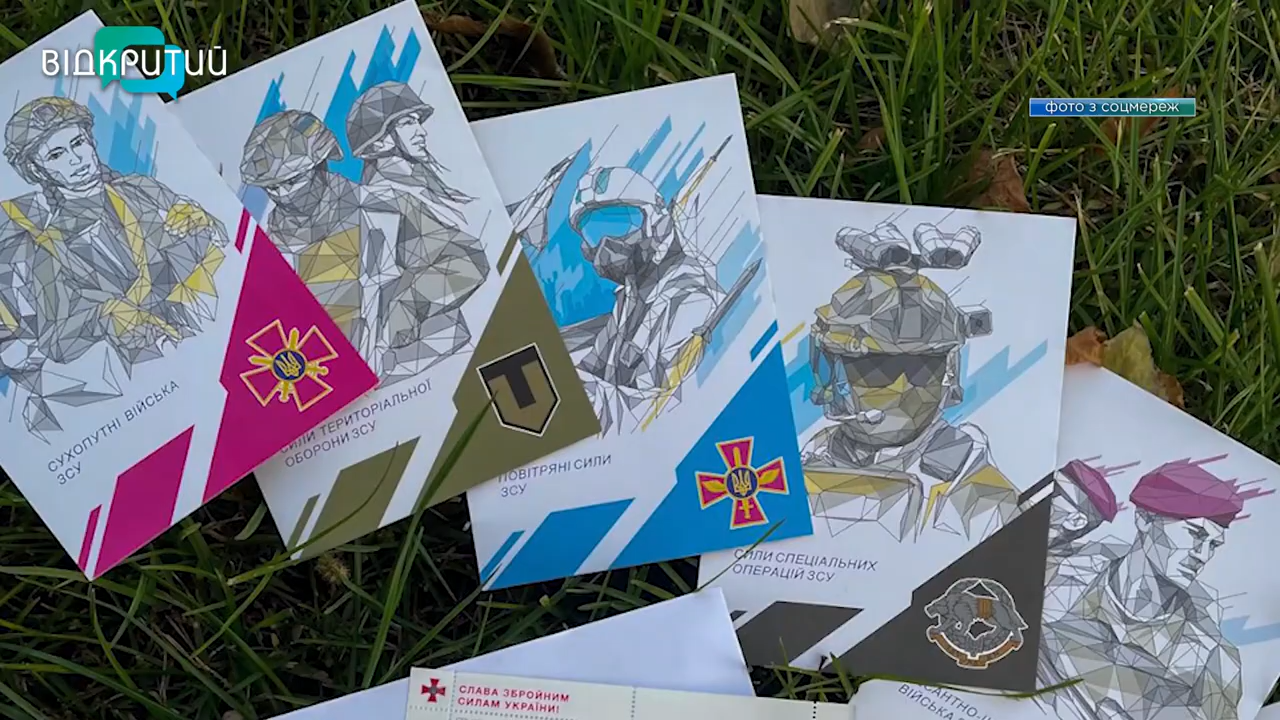 ВІДКРИТИЙ
фото з соцмереж
СУХОПУТНІ ВІЙСЬКА
ЗСУ
СИЛИ ТЕРИТОРІАЛЬНОЇ
ОБОРОНИ ЗСУ
ПОВІТРЯНІ СИЛИ
ЗСУ
СИЛИ СПЕЦІАЛЬНИХ
ОПЕРАЦІЙ ЗСУ
ВІЙСЬКА
СЛАВА ЗБРОЙНИМ
СИЛАМ УКРАЇНИ!